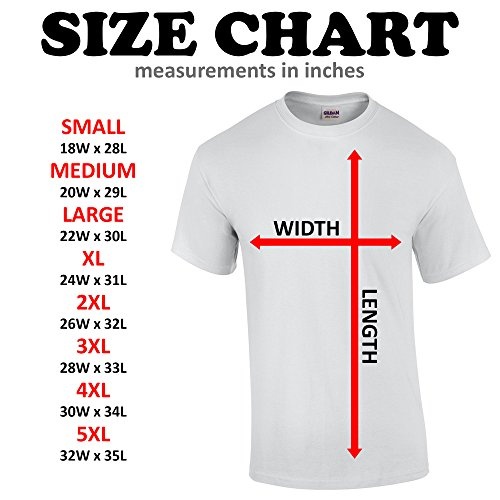 SIZE CHART
measurements in inches
SMALL
18W x 28L
MEDIUM
20W x 29L
LARGE
22W x 30L
XL
24W x 31L
2XL
26W x 32L
3XL
28W x 33L
4XL
30W x 34L
5XL
32W x 35L
GILDAN
WIDTH
LENGTH